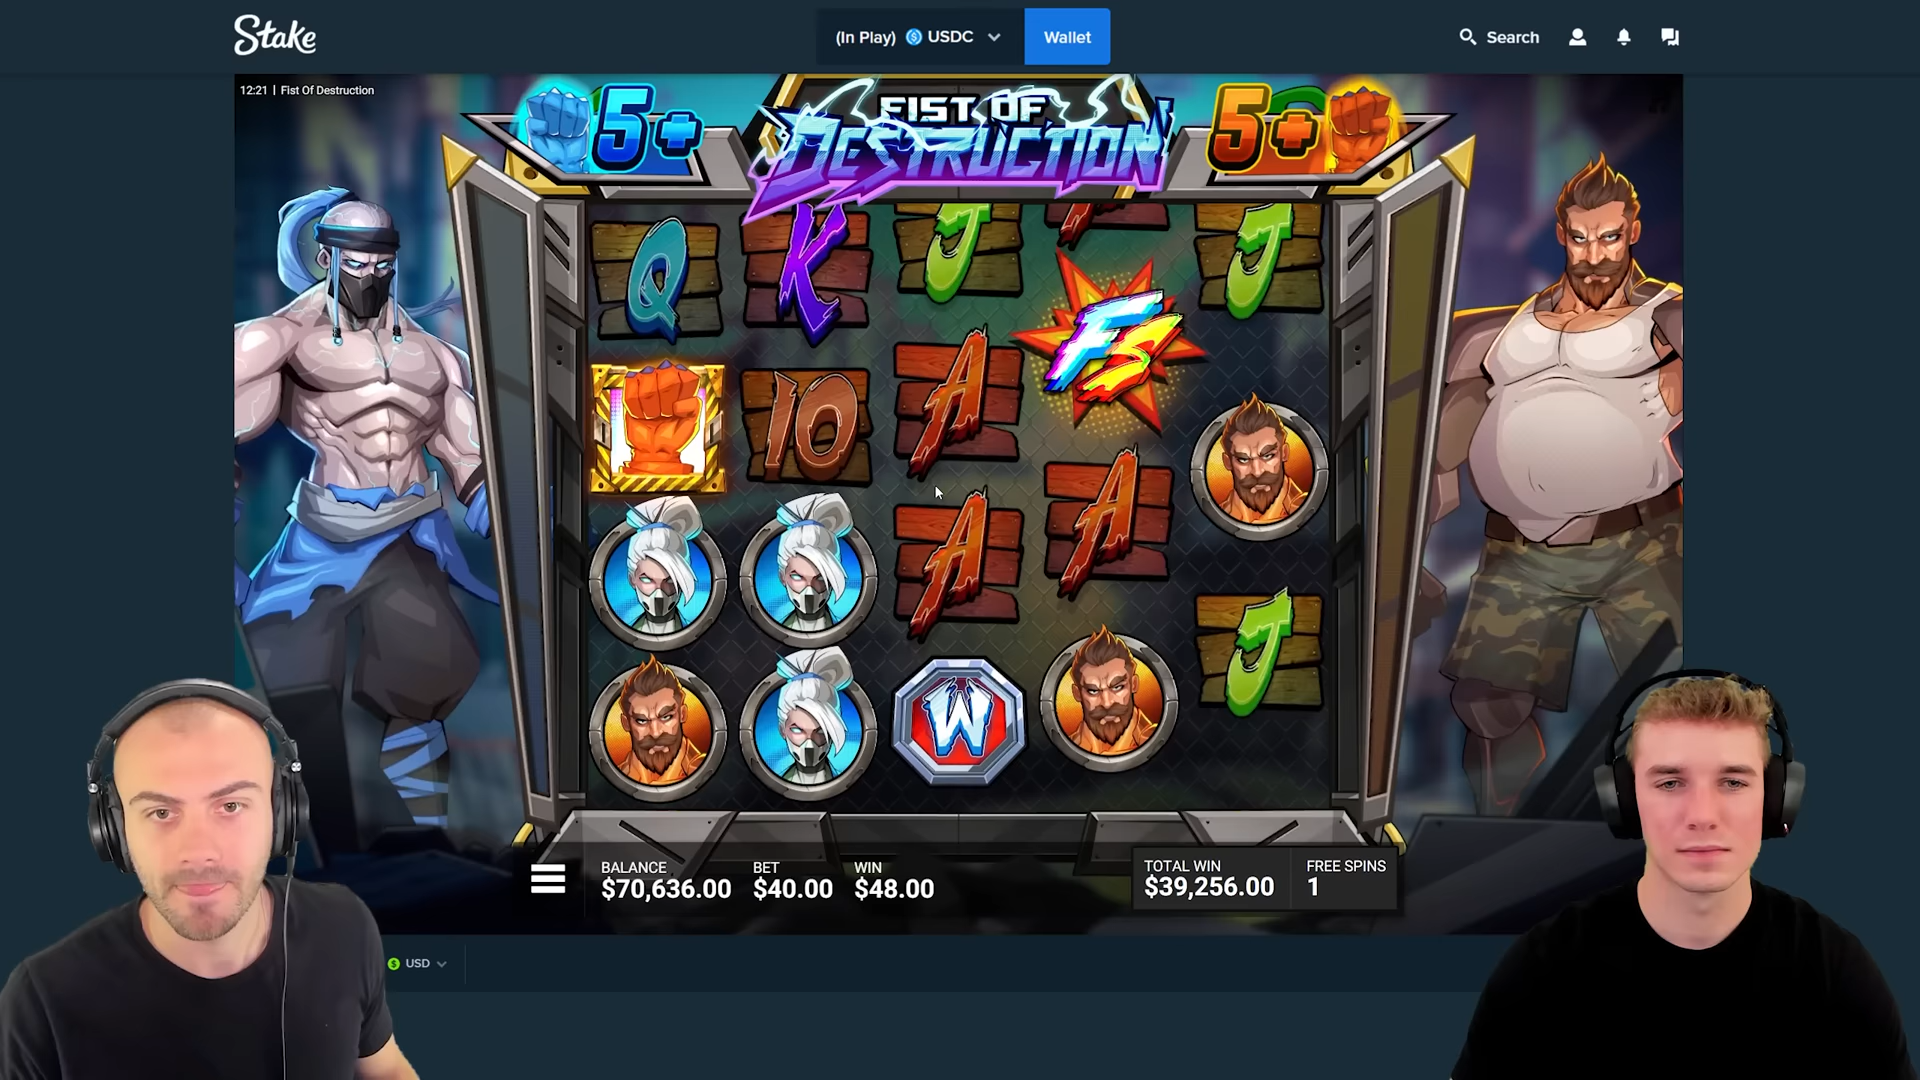 Stake
(In Play) USDC
Wallet
Search
12:21 | Fist Of Destruction
5+
FIST OF
DESTRUCTION
5+
Q
K
J
J
FS
10
A
A
A
W
J
BALANCE
$70,636.00
BET
$40.00
WIN
$48.00
TOTAL WIN
$39,256.00
FREE SPINS
1
USD